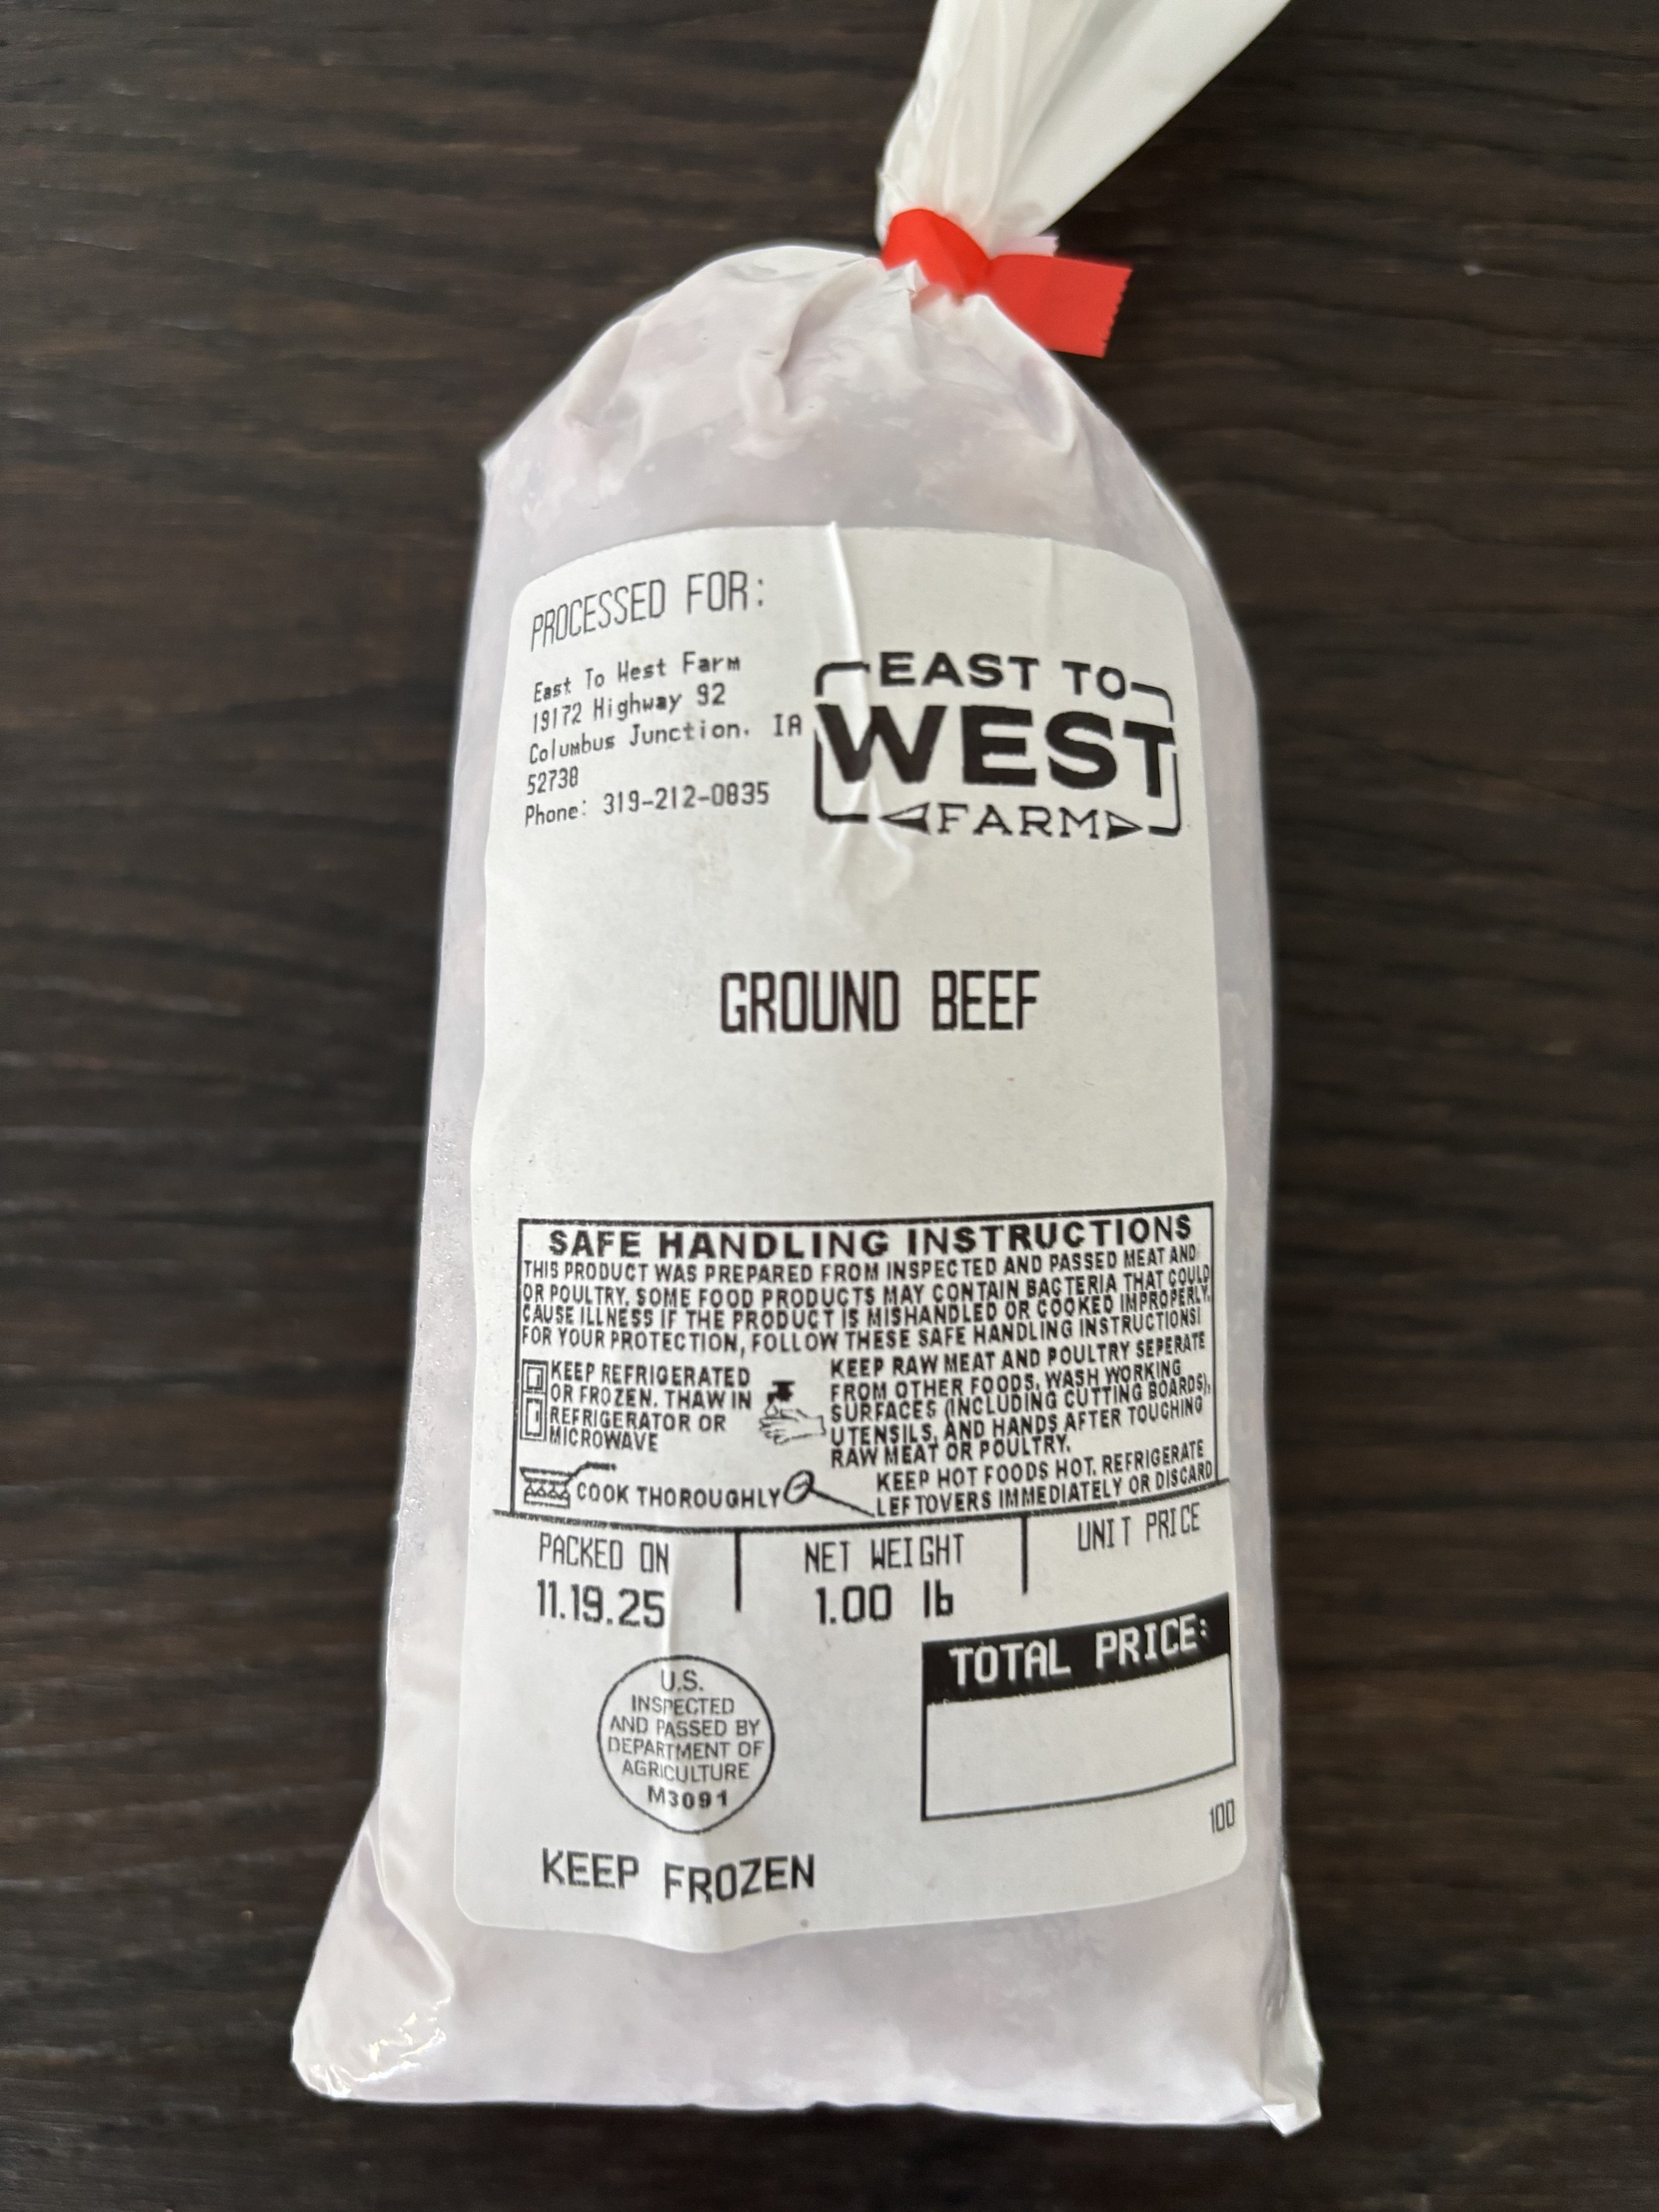 PROCESSED FOR:
East To West Farm
19172 Highway 92
Columbus Junction, IA
52738
Phone: 319-212-0835
EAST TO
WEST
FARM
GROUND BEEF
SAFE HANDLING INSTRUCTIONS
THIS PRODUCT WAS PREPARED FROM INSPECTED AND PASSED MEAT AND
OR POULTRY. SOME FOOD PRODUCTS MAY CONTAIN BACTERIA THAT COULD
CAUSE ILLNESS IF THE PRODUCT IS MISHANDLED OR COOKED IMPROPERLY.
FOR YOUR PROTECTION, FOLLOW THESE SAFE HANDLING INSTRUCTIONS!
KEEP REFRIGERATED
OR FROZEN. THAW IN
REFRIGERATOR OR
MICROWAVE
KEEP RAW MEAT AND POULTRY SEPERATE
FROM OTHER FOODS. WASH WORKING
SURFACES (INCLUDING CUTTING BOARDS),
UTENSILS, AND HANDS AFTER TOUCHING
RAW MEAT OR POULTRY.
COOK THOROUGHLY
KEEP HOT FOODS HOT. REFRIGERATE
LEFTOVERS IMMEDIATELY OR DISCARD
PACKED ON
11.19.25
NET WEIGHT
1.00 lb
UNIT PRICE
TOTAL PRICE:
U.S.
INSPECTED
AND PASSED BY
DEPARTMENT OF
AGRICULTURE
M3091
100
KEEP FROZEN